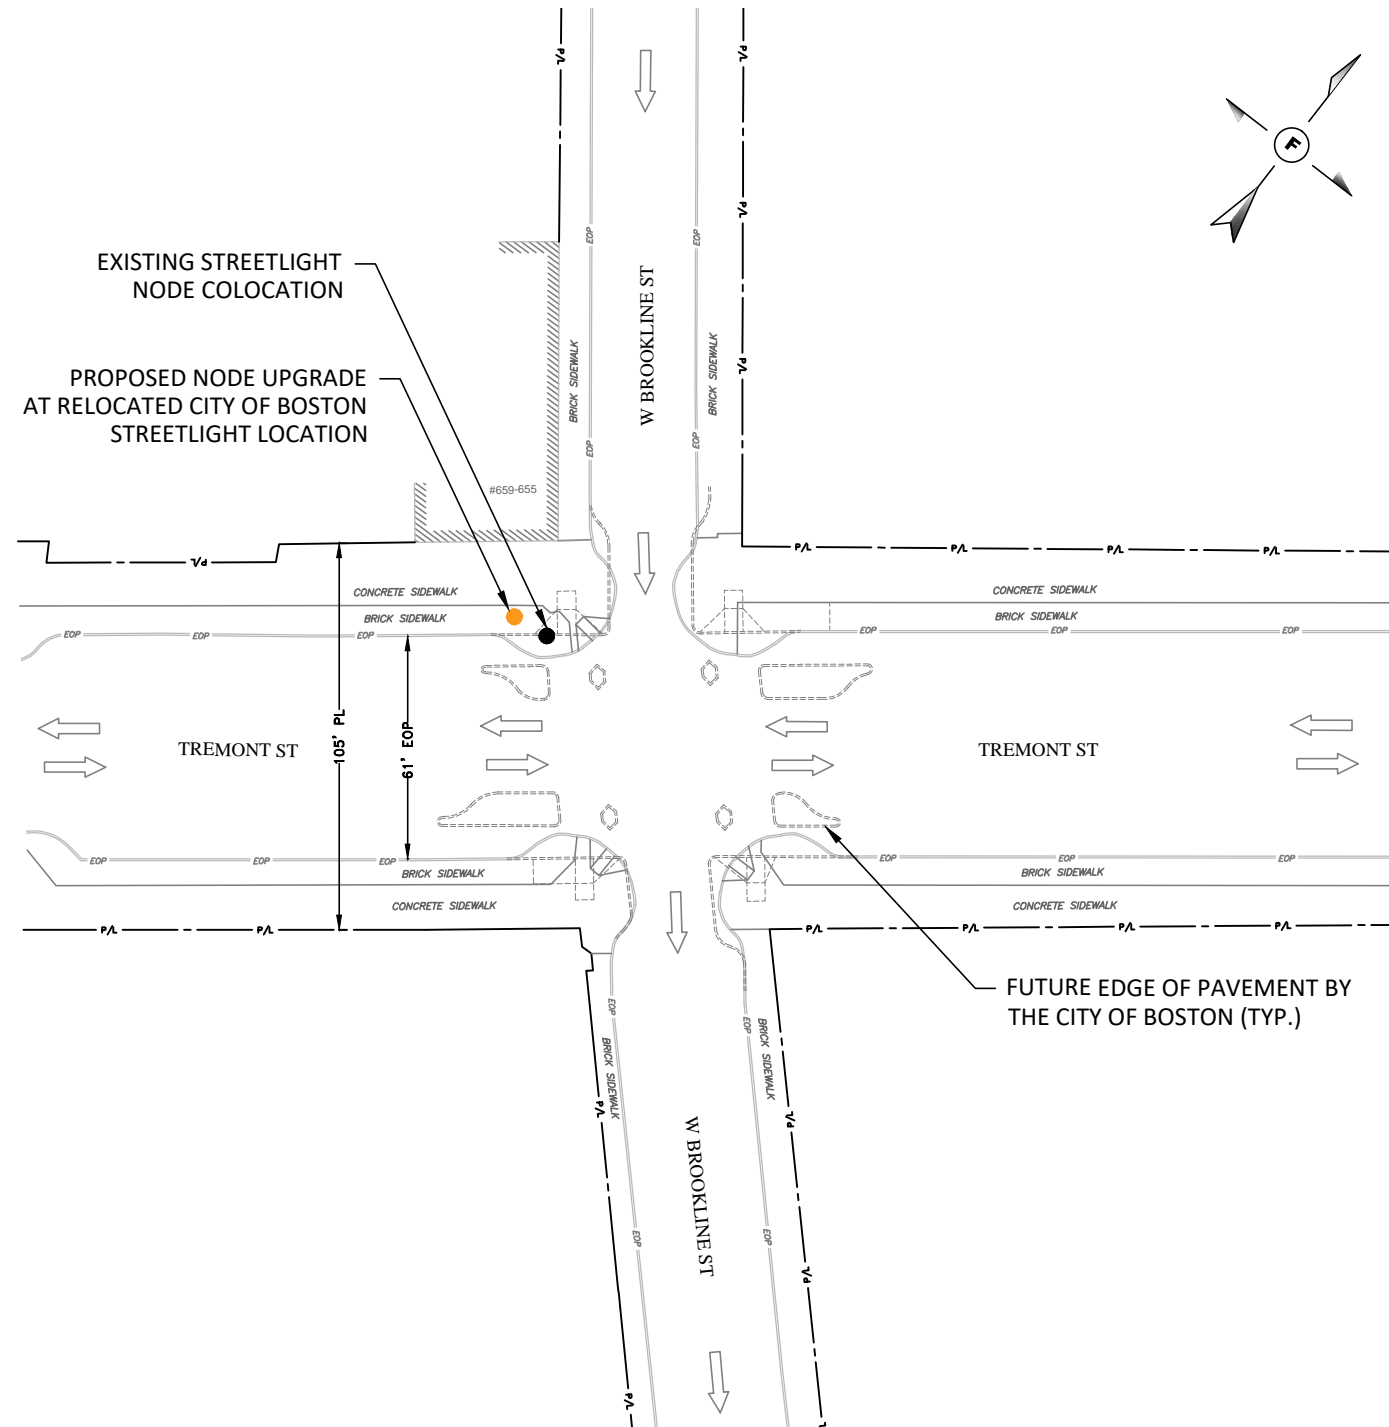 P/L
P/L
EOP
EOP
P/L
P/L
EXISTING STREETLIGHT
NODE COLOCATION
W BROOKLINE ST
BRICK SIDEWALK
BRICK SIDEWALK
P/L
PROPOSED NODE UPGRADE
AT RELOCATED CITY OF BOSTON
STREETLIGHT LOCATION
EOP
EOP
#659-655
P/L
P/L
P/L
P/L
P/L
CONCRETE SIDEWALK
CONCRETE SIDEWALK
BRICK SIDEWALK
BRICK SIDEWALK
EOP
EOP
EOP
EOP
EOP
EOP
105' PL
61' EOP
TREMONT ST
TREMONT ST
EOP
EOP
EOP
EOP
EOP
EOP
BRICK SIDEWALK
BRICK SIDEWALK
CONCRETE SIDEWALK
CONCRETE SIDEWALK
P/L
P/L
P/L
P/L
P/L
P/L
FUTURE EDGE OF PAVEMENT BY
THE CITY OF BOSTON (TYP.)
EOP
EOP
BRICK SIDEWALK
BRICK SIDEWALK
P/L
P/L
W BROOKLINE ST
EOP
EOP
P/L
P/L